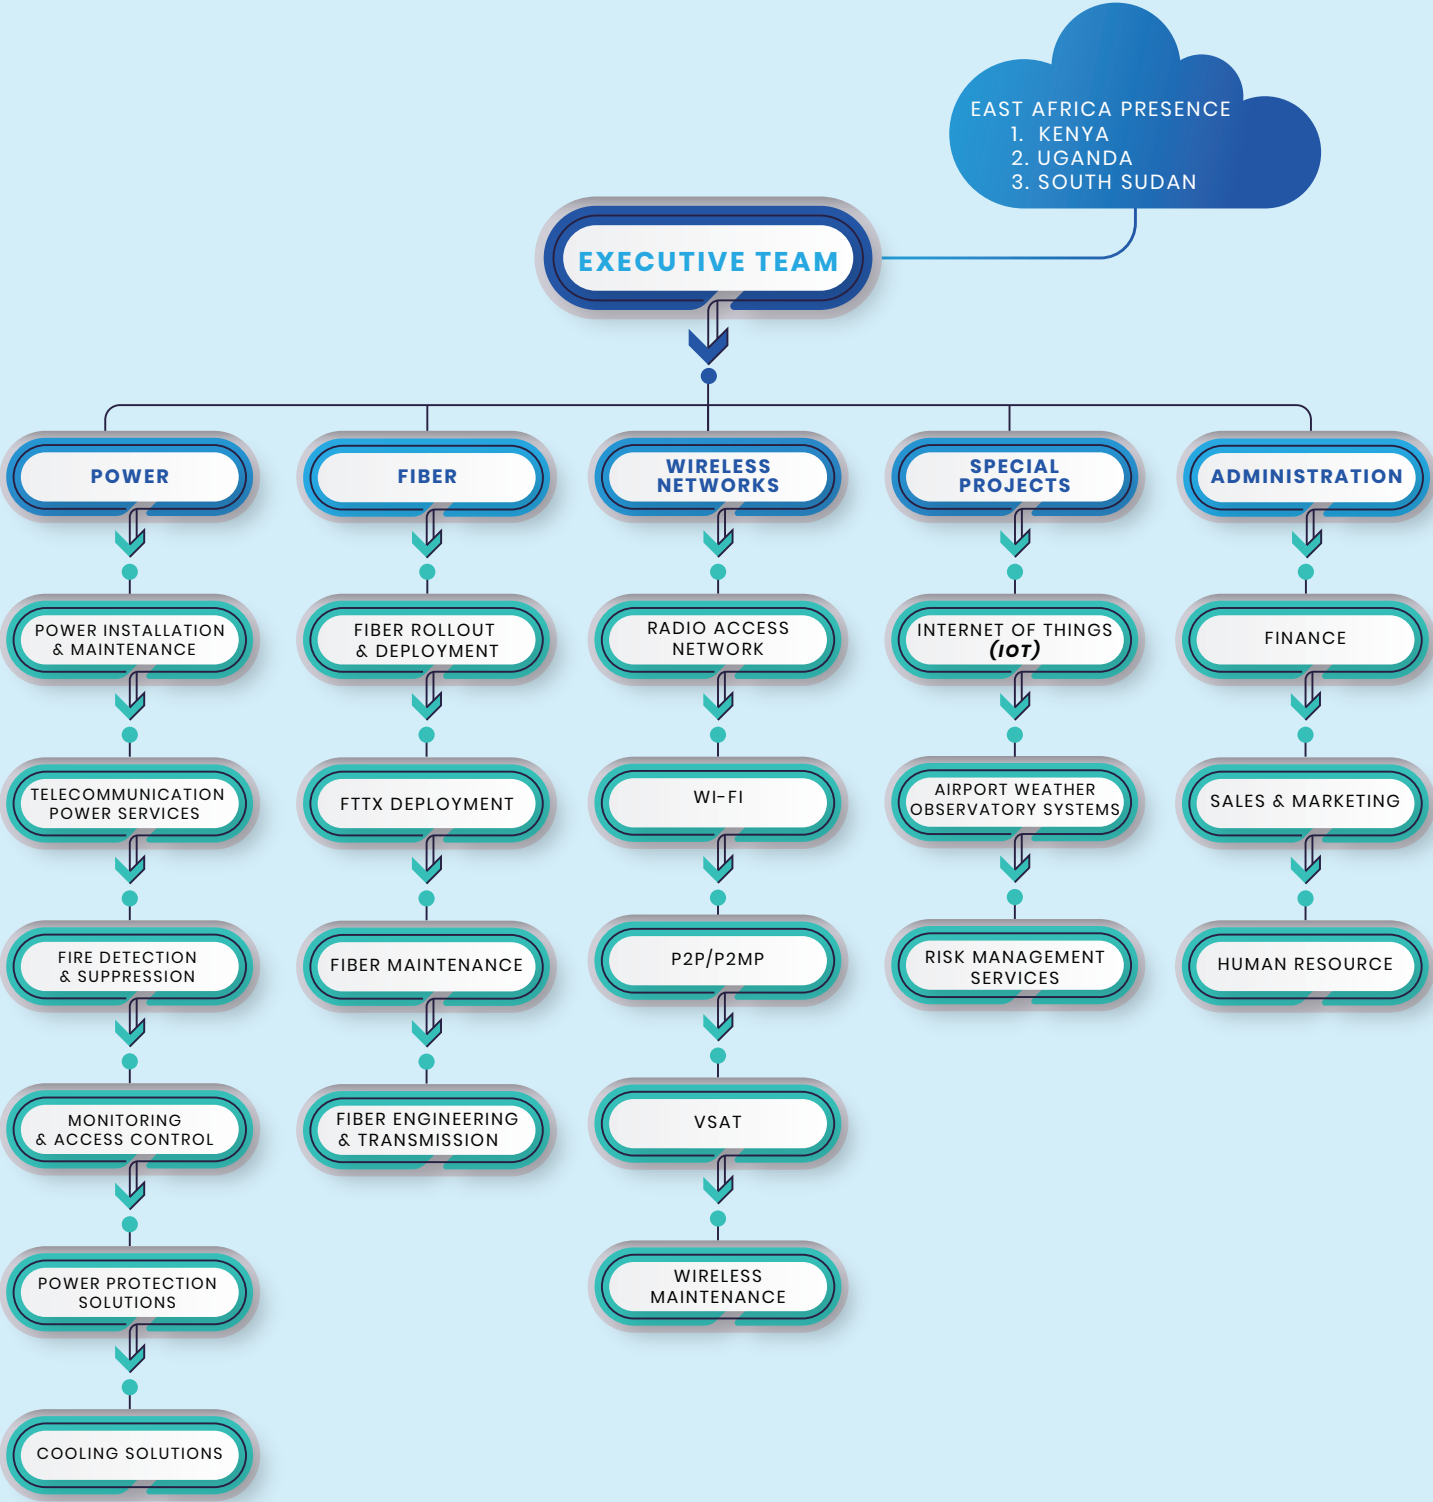 EAST AFRICA PRESENCE
1. KENYA
2. UGANDA
3. SOUTH SUDAN
EXECUTIVE TEAM
POWER
POWER INSTALLATION
& MAINTENANCE
TELECOMMUNICATION
POWER SERVICES
FIRE DETECTION
& SUPPRESSION
MONITORING
& ACCESS CONTROL
POWER PROTECTION
SOLUTIONS
COOLING SOLUTIONS
FIBER
FIBER ROLLOUT
& DEPLOYMENT
FTTX DEPLOYMENT
FIBER MAINTENANCE
FIBER ENGINEERING
& TRANSMISSION
WIRELESS
NETWORKS
RADIO ACCESS
NETWORK
WI-FI
P2P/P2MP
VSAT
WIRELESS
MAINTENANCE
SPECIAL
PROJECTS
INTERNET OF THINGS
(IOT)
AIRPORT WEATHER
OBSERVATORY SYSTEMS
RISK MANAGEMENT
SERVICES
ADMINISTRATION
FINANCE
SALES & MARKETING
HUMAN RESOURCE